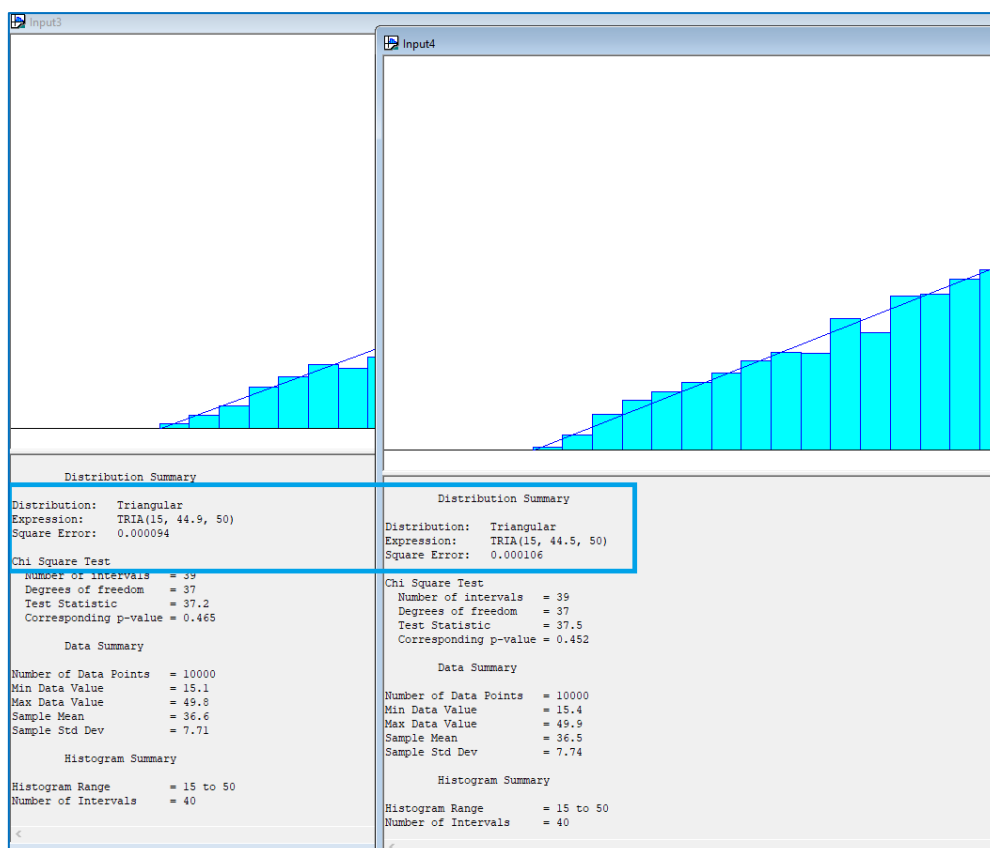 Input3
Distribution Summary
Distribution: Triangular
Expression: TRIA(15, 44.9, 50)
Square Error: 0.000094
Chi Square Test
Number of intervals = 39
Degrees of freedom = 37
Test Statistic = 37.2
Corresponding p-value = 0.465
Data Summary
Number of Data Points = 10000
Min Data Value = 15.1
Max Data Value = 49.8
Sample Mean = 36.6
Sample Std Dev = 7.71
Histogram Summary
Histogram Range = 15 to 50
Number of Intervals = 40
Input4
Distribution Summary
Distribution: Triangular
Expression: TRIA(15, 44.5, 50)
Square Error: 0.000106
Chi Square Test
Number of intervals = 39
Degrees of freedom = 37
Test Statistic = 37.5
Corresponding p-value = 0.452
Data Summary
Number of Data Points = 10000
Min Data Value = 15.4
Max Data Value = 49.9
Sample Mean = 36.5
Sample Std Dev = 7.74
Histogram Summary
Histogram Range = 15 to 50
Number of Intervals = 40